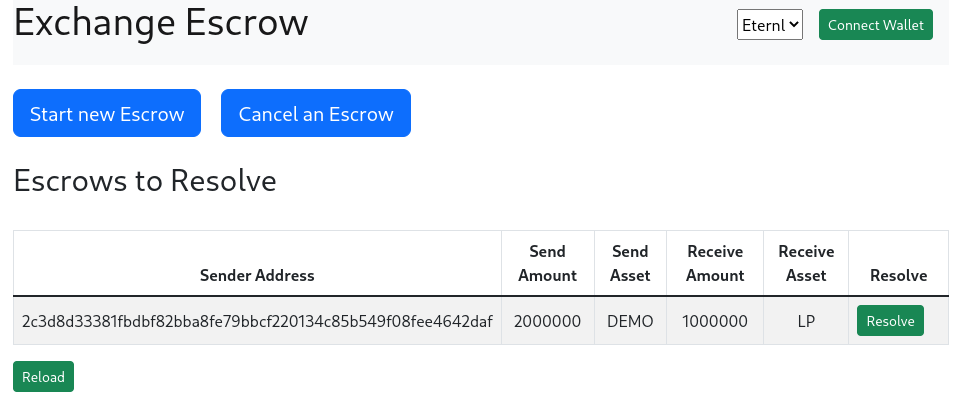 Exchange Escrow
Eternl
Connect Wallet
Start new Escrow
Cancel an Escrow
Escrows to Resolve
Sender Address
Send Amount
Send Asset
Receive Amount
Receive Asset
Resolve
2c3d8d33381fbdbf82bba8fe79bbcf220134c85b549f08fee4642daf
2000000
DEMO
1000000
LP
Resolve
Reload